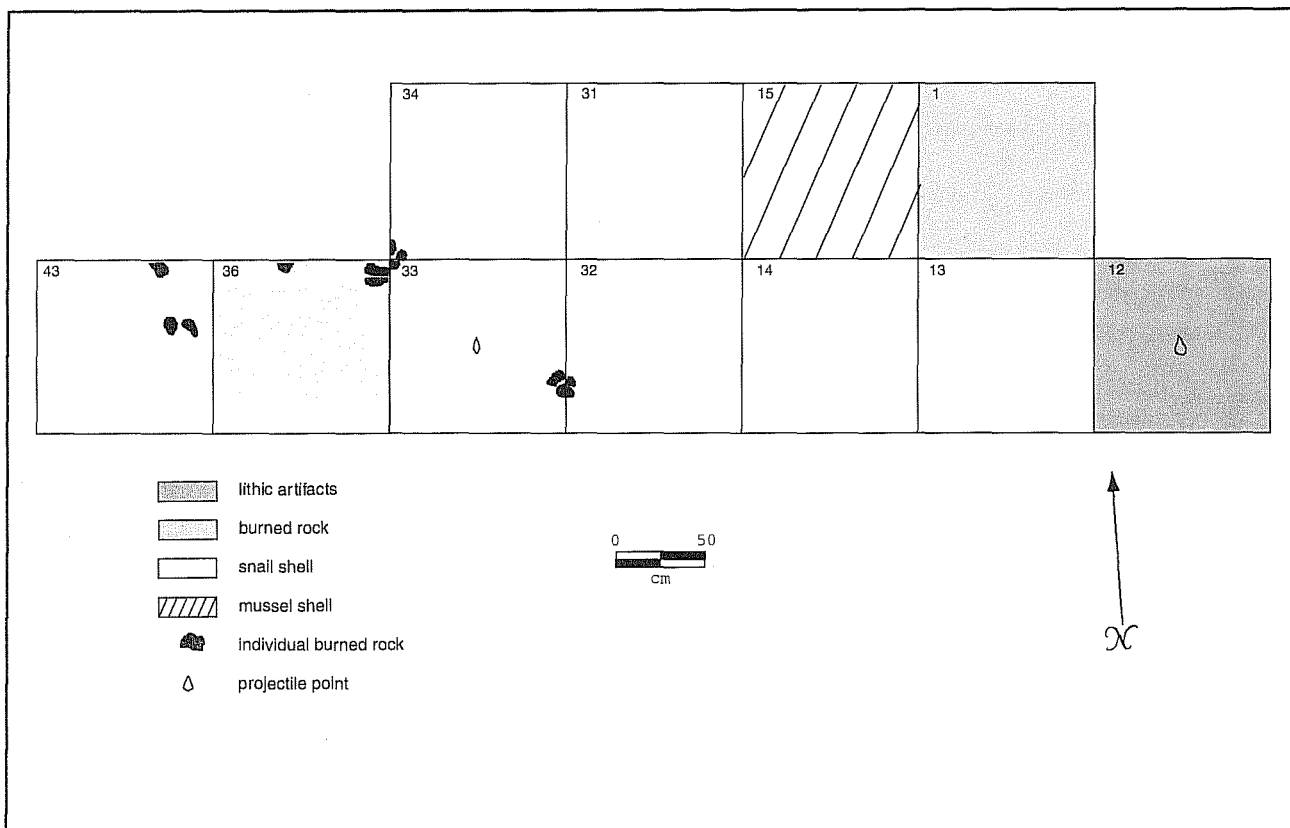 34 31 15 1
43 36 33 32 14 13 12
lithic artifacts
burned rock
snail shell
mussel shell
individual burned rock
projectile point
0 50
cm
N